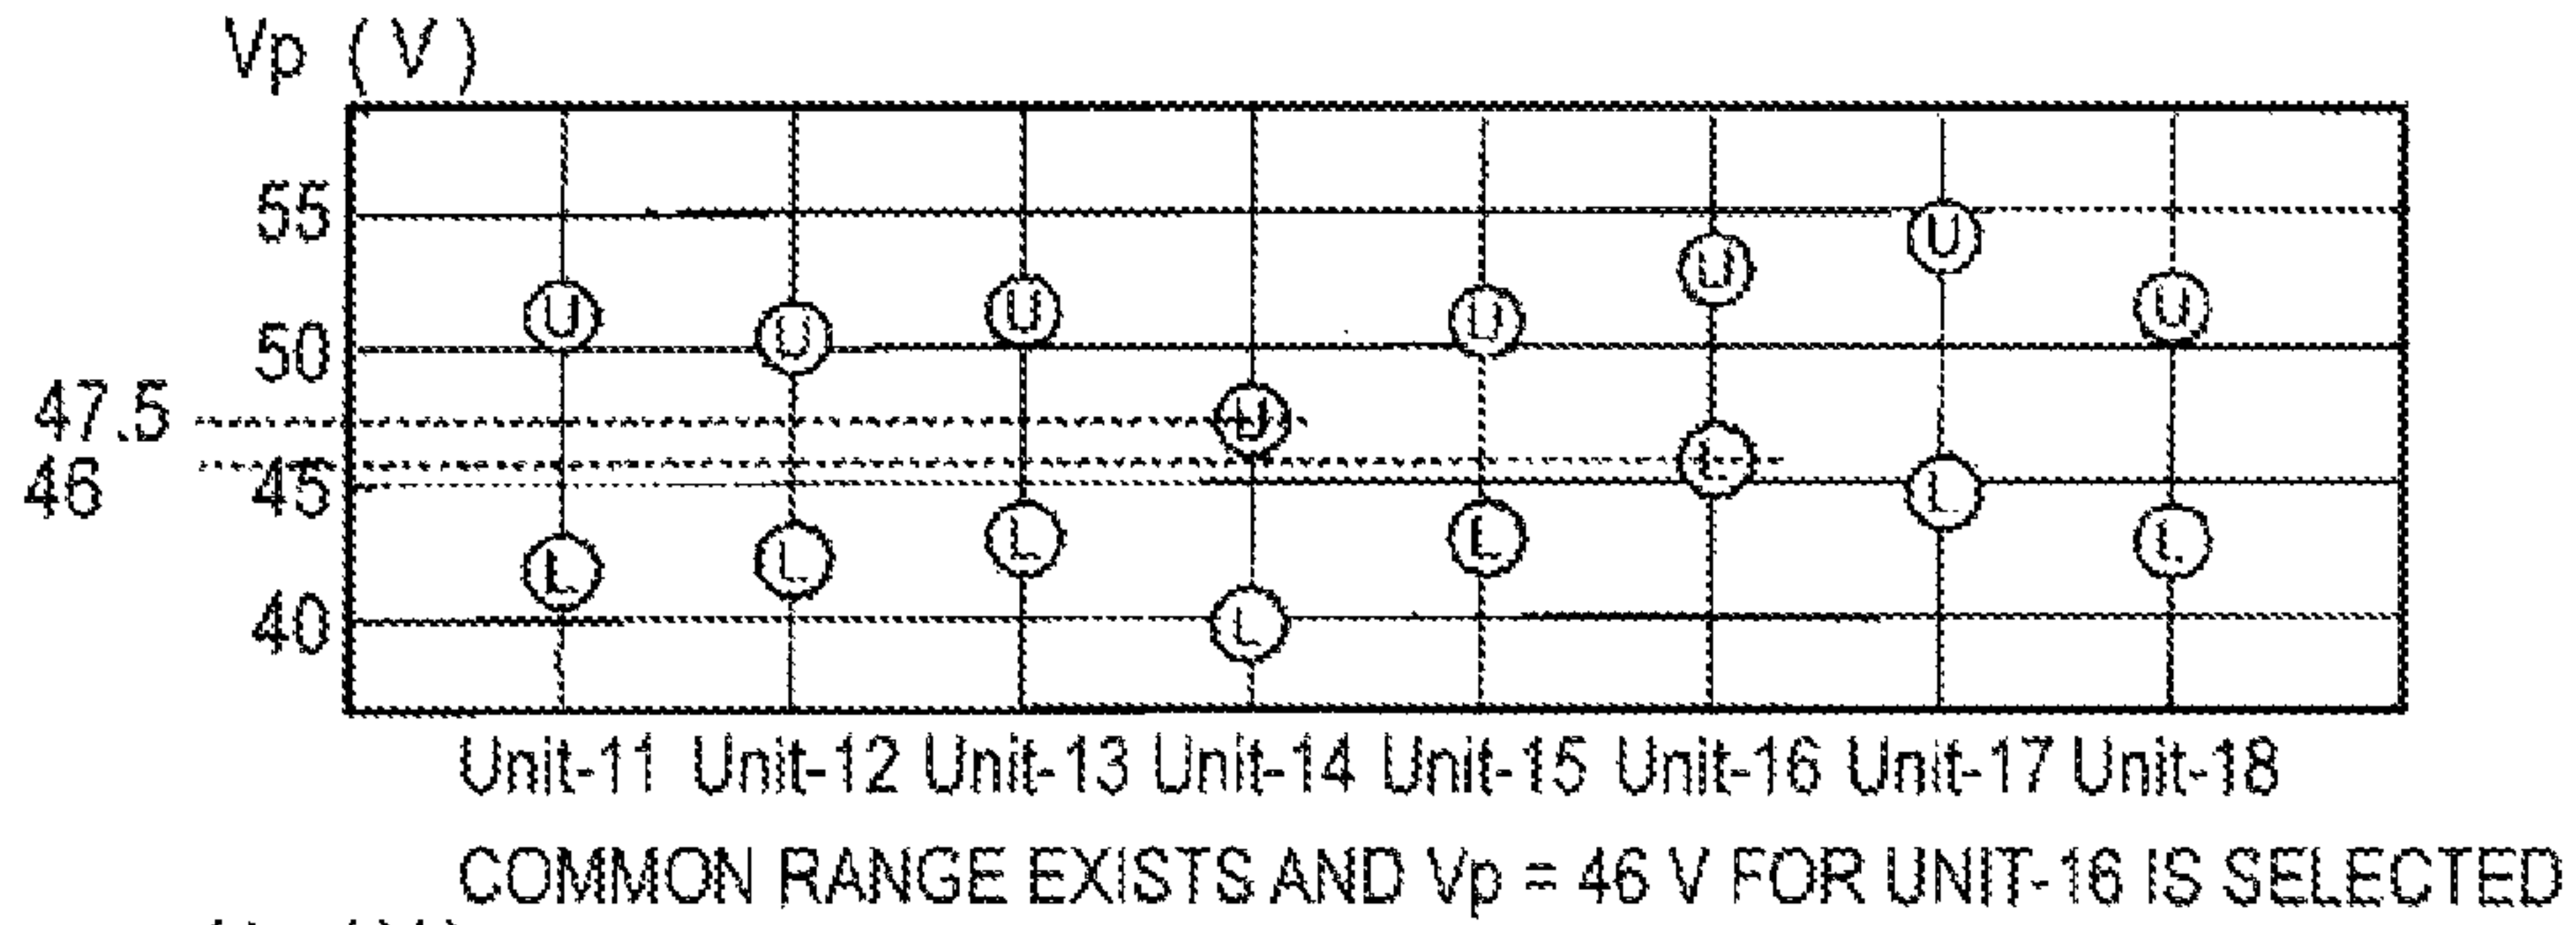 Vp (V)
55
U
U U U U U
U
50
47.5 U
46 45 L L
L L L L L
40 L
Unit-11 Unit-12 Unit-13 Unit-14 Unit-15 Unit-16 Unit-17 Unit-18
COMMON RANGE EXISTS AND Vp = 46 V FOR UNIT-16 IS SELECTED